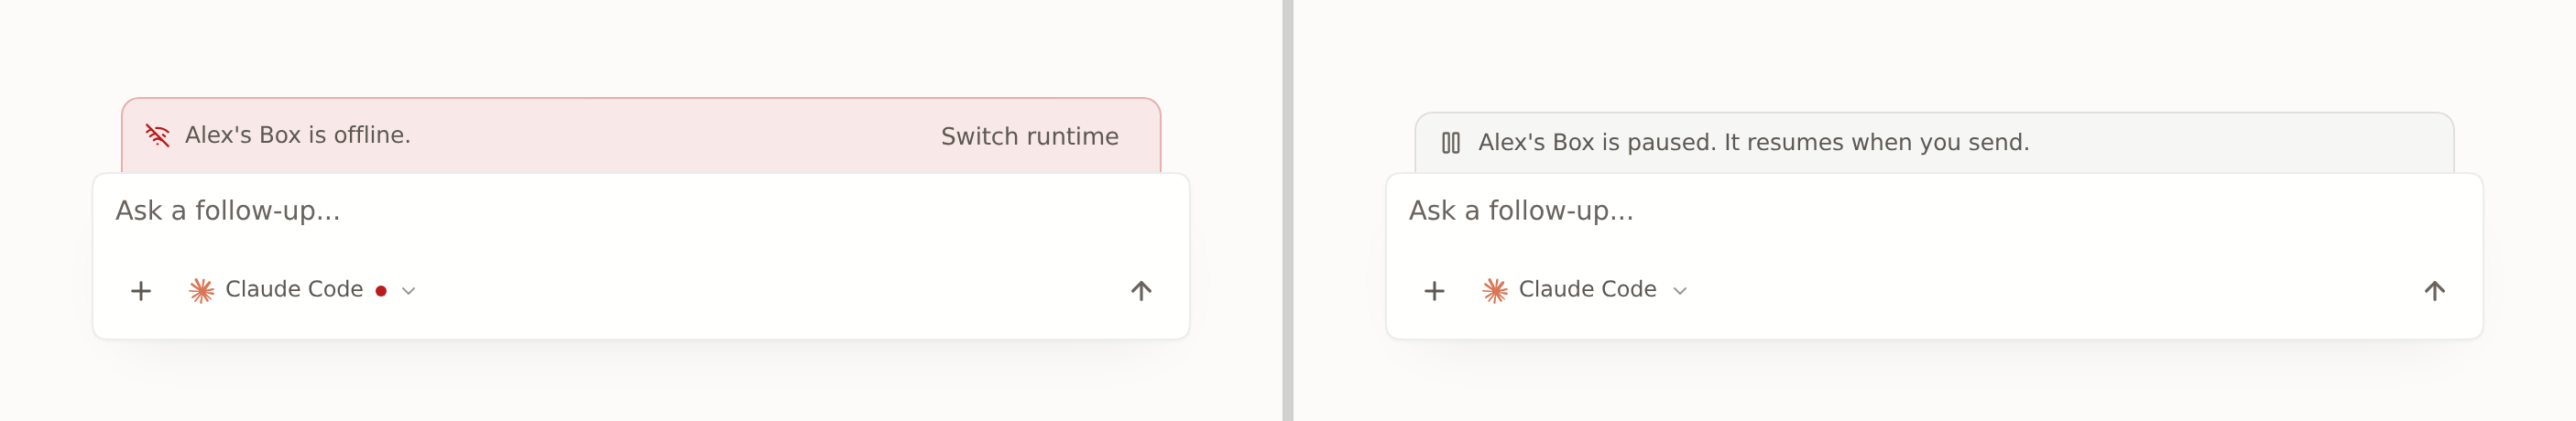 Alex's Box is offline.
Switch runtime
Ask a follow-up...
Claude Code
Alex's Box is paused. It resumes when you send.
Ask a follow-up...
Claude Code